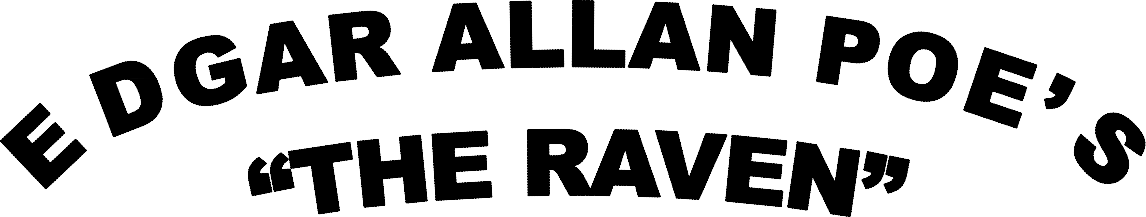 EDGAR ALLAN POE’S
“THE RAVEN”